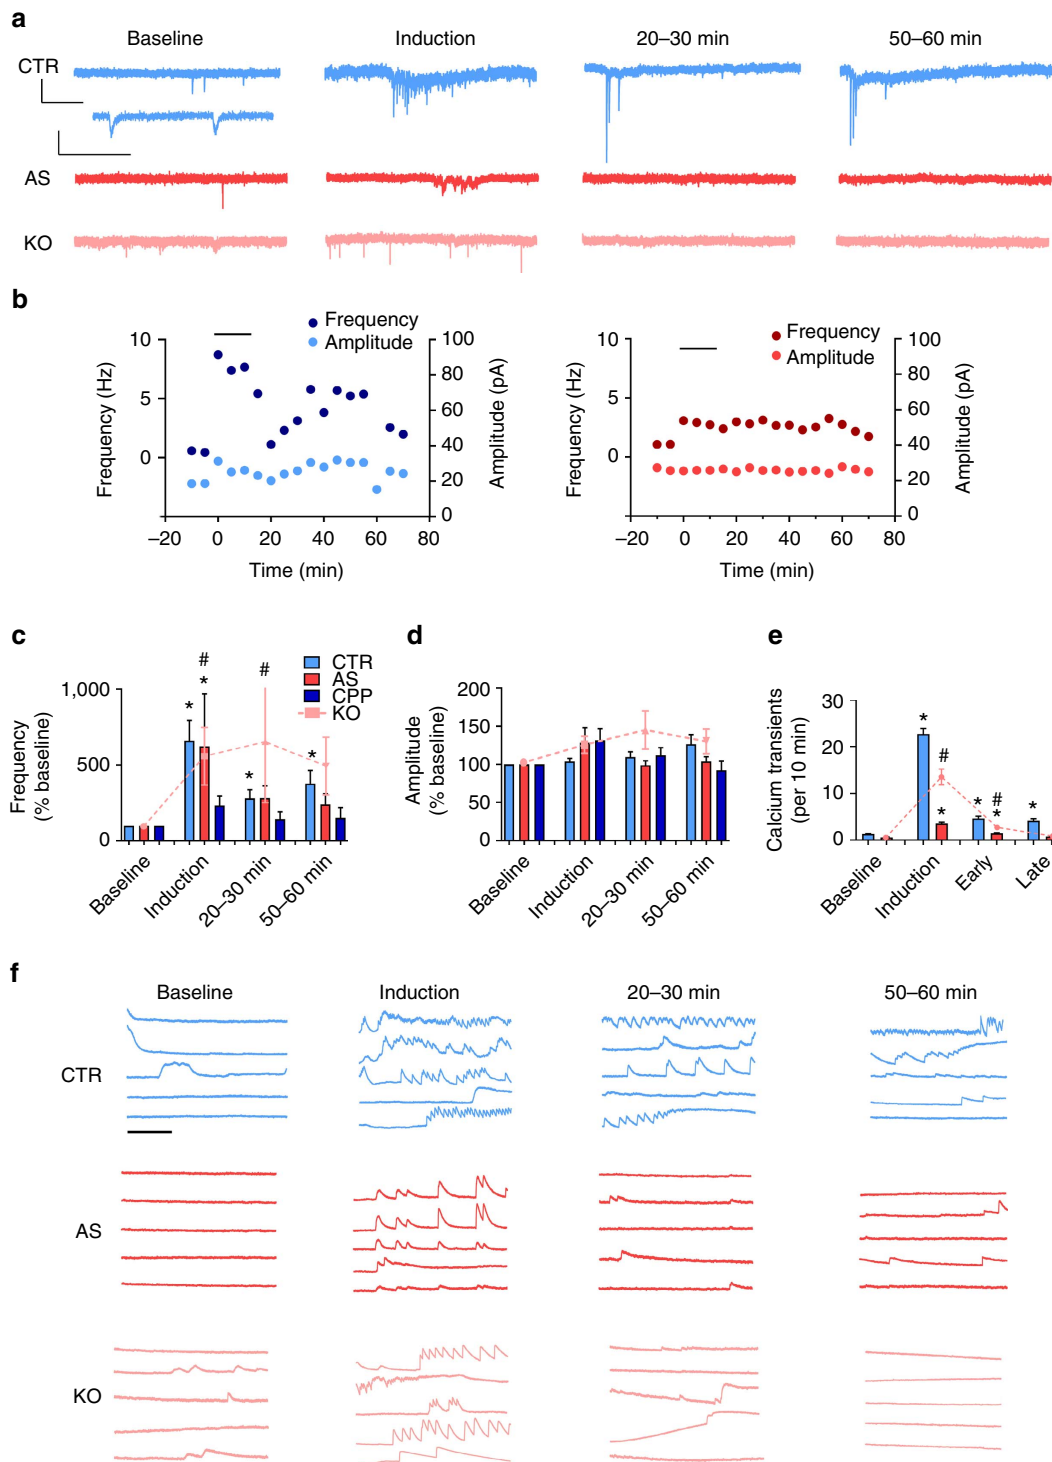 a
Baseline Induction 20–30 min 50–60 min
CTR
AS
KO
b
Frequency
Amplitude
10
5
0
Frequency (Hz)
100
80
60
40
20
0
Amplitude (pA)
–20 0 20 40 60 80
Time (min)
Frequency
Amplitude
10
5
0
Frequency (Hz)
100
80
60
40
20
0
Amplitude (pA)
–20 0 20 40 60 80
Time (min)
c
1,000
500
0
Frequency
(% baseline)
# * * # * *
CTR
AS
CPP
KO
Baseline Induction 20–30 min 50–60 min
d
200
150
100
50
0
Amplitude
(% baseline)
Baseline Induction 20–30 min 50–60 min
e
30
20
10
0
Calcium transients
(per 10 min)
* # * * # * *
Baseline Induction Early Late
f
Baseline Induction 20–30 min 50–60 min
CTR
AS
KO